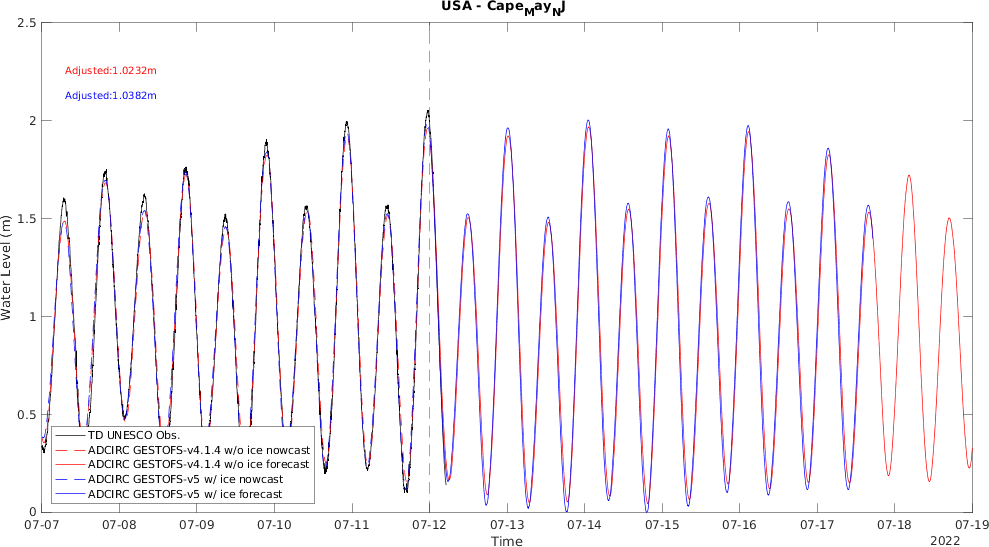 USA - Cape_May_NJ
Adjusted:1.0232m
Adjusted:1.0382m
Water Level (m)
2.5
2
1.5
1
0.5
0
TD UNESCO Obs.
ADCIRC GESTOFS-v4.1.4 w/o ice nowcast
ADCIRC GESTOFS-v4.1.4 w/o ice forecast
ADCIRC GESTOFS-v5 w/ ice nowcast
ADCIRC GESTOFS-v5 w/ ice forecast
07-07 07-08 07-09 07-10 07-11 07-12 07-13 07-14 07-15 07-16 07-17 07-18 07-19
Time
2022